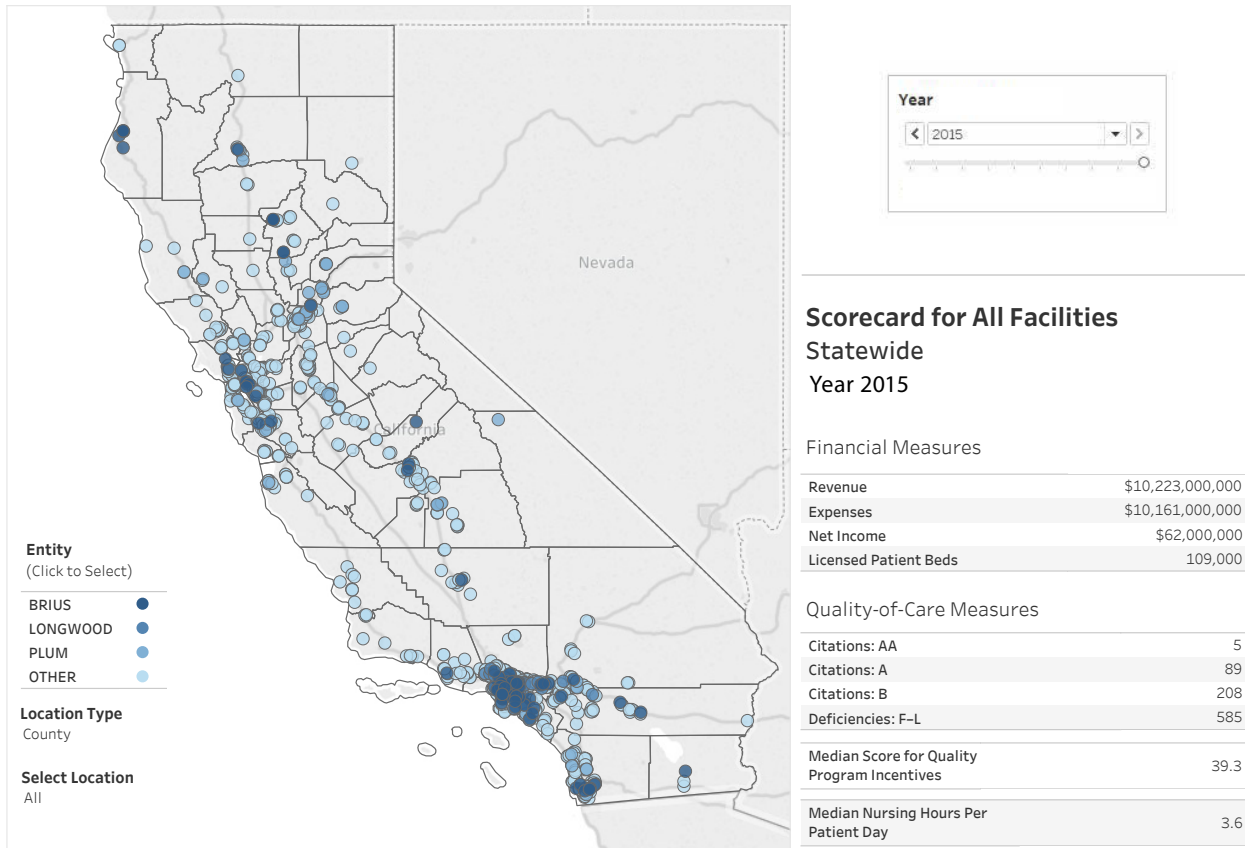 Nevada
California
Entity
(Click to Select)
BRIUS
LONGWOOD
PLUM
OTHER
Location Type
County
Select Location
All
Year
2015
Scorecard for All Facilities
Statewide
Year 2015
Financial Measures
Revenue $10,223,000,000
Expenses $10,161,000,000
Net Income $62,000,000
Licensed Patient Beds 109,000
Quality-of-Care Measures
Citations: AA 5
Citations: A 89
Citations: B 208
Deficiencies: F–L 585
Median Score for Quality
Program Incentives 39.3
Median Nursing Hours Per
Patient Day 3.6